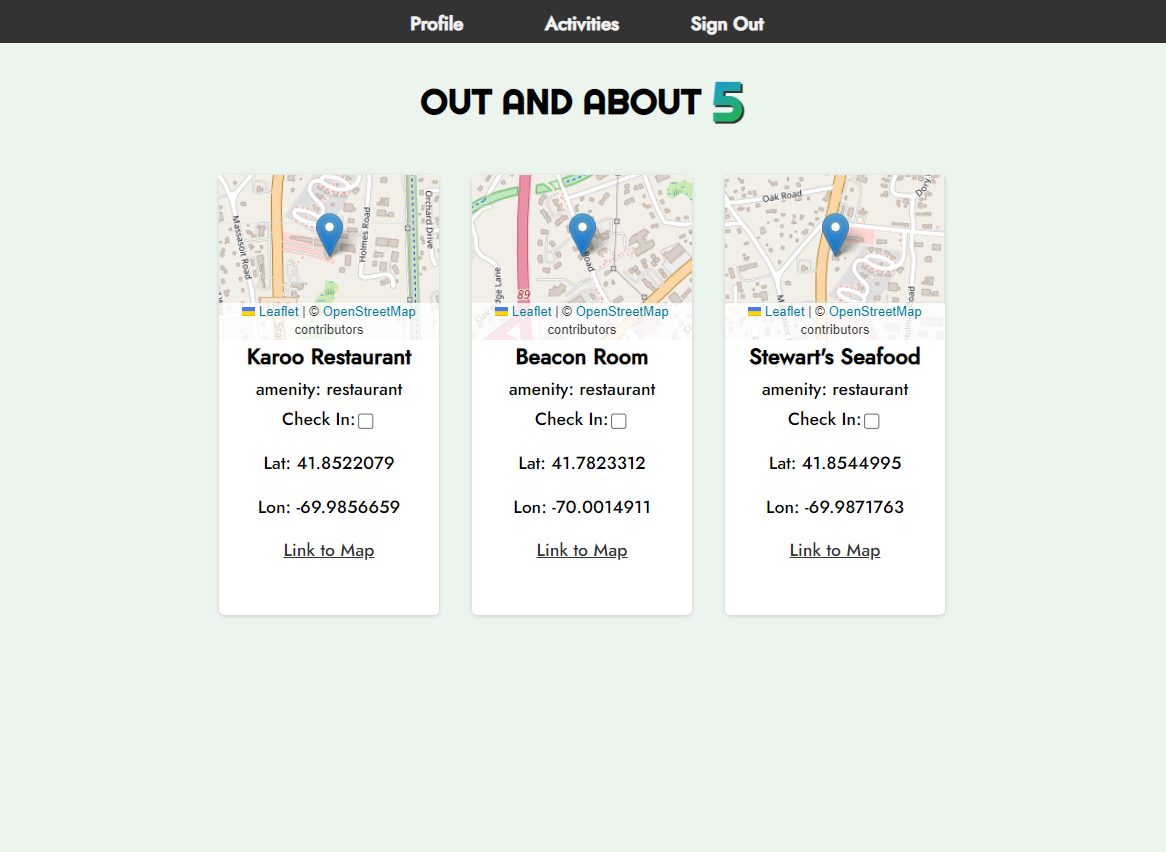 Profile Activities Sign Out
OUT AND ABOUT 5
Massasoit Road
Holmes Road
Orchard Drive
Leaflet | © OpenStreetMap
contributors
Karoo Restaurant
amenity: restaurant
Check In:
Lat: 41.8522079
Lon: -69.9856659
Link to Map
Road
89
Leaflet | © OpenStreetMap
contributors
Beacon Room
amenity: restaurant
Check In:
Lat: 41.7823312
Lon: -70.0014911
Link to Map
Oak Road
Leaflet | © OpenStreetMap
contributors
Stewart's Seafood
amenity: restaurant
Check In:
Lat: 41.8544995
Lon: -69.9871763
Link to Map